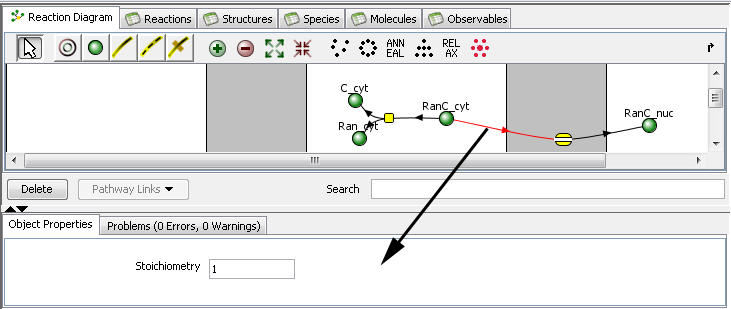 Reaction Diagram Reactions Structures Species Molecules Observables
ANN EAL
REL AX
C_cyt
RanC_cyt
RanC_nuc
Ran_cyt
Delete Pathway Links Search
Object Properties Problems (0 Errors, 0 Warnings)
Stoichiometry 1